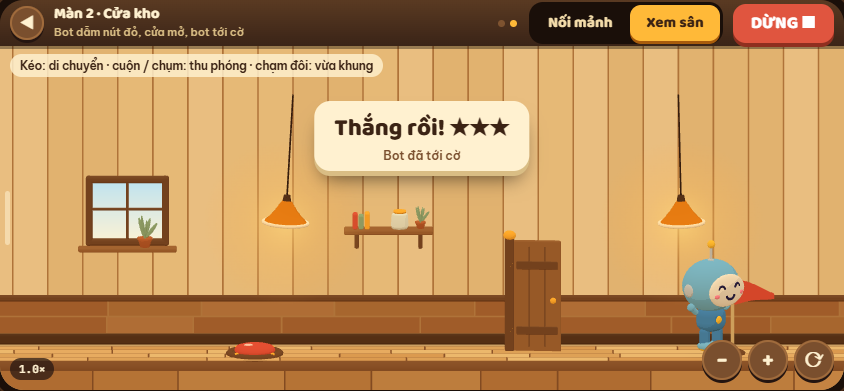 Màn 2 · Cửa kho
Bot dẫm nút đỏ, cửa mở, bot đi tới cờ
Nối mảnh
Xem sân
DỪNG
Kéo: di chuyển · cuộn / chụm: thu phóng · chạm đôi: vừa khung
Thắng rồi! ★★★
Bot đã tới cờ
1.0×